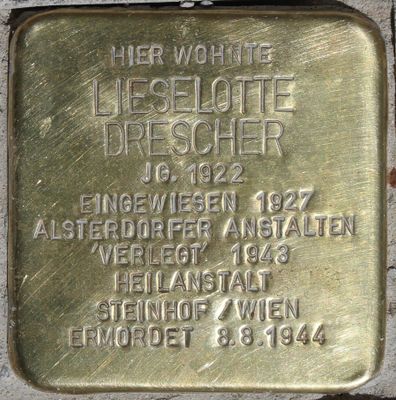 HIER WOHNTE
LIESELOTTE
DRESCHER
JG. 1922
EINGEWIESEN 1927
ALSTERDORFER ANSTALTEN
'VERLEGT' 1943
HEILANSTALT
STEINHOF / WIEN
ERMORDET 8.8.1944